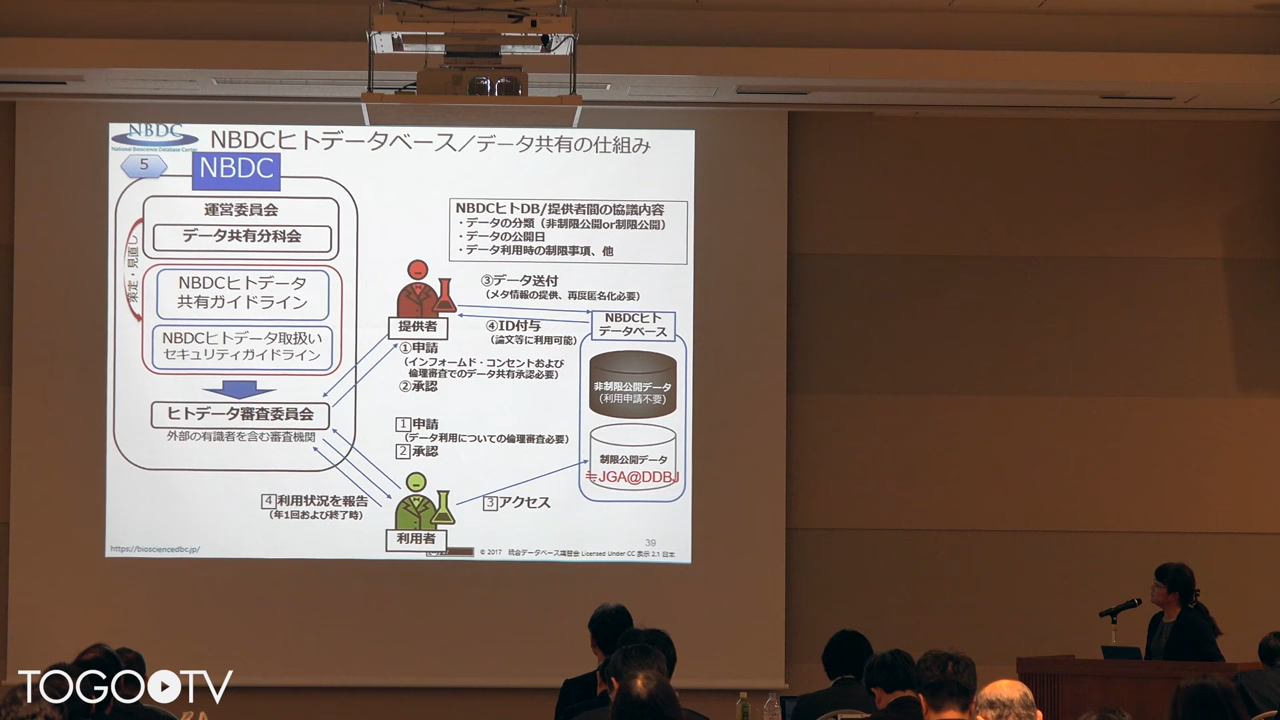 NBDC
National Bioscience Database Center
NBDCヒトデータベース／データ共有の仕組み
5
NBDC
運営委員会
データ共有分科会
策定・見直し
NBDCヒトデータ
共有ガイドライン
NBDCヒトデータ取扱い
セキュリティガイドライン
ヒトデータ審査委員会
外部の有識者を含む審査機関
NBDCヒトDB/提供者間の協議内容
・データの分類（非制限公開or制限公開）
・データの公開日
・データ利用時の制限事項、他
③データ送付
（メタ情報の提供、再度匿名化必要）
提供者
④ID付与
（論文等に利用可能）
NBDCヒト
データベース
①申請
（インフォームド・コンセントおよび
倫理審査でのデータ共有承認必要）
②承認
非制限公開データ
（利用申請不要）
1申請
（データ利用についての倫理審査必要）
2承認
制限公開データ
≒JGA@DDBJ
4利用状況を報告
（年1回および終了時）
3アクセス
利用者
39
https://biosciencedbc.jp/
© 2017 統合データベース講習会 Licensed Under CC 表示 2.1 日本
TOGO TV